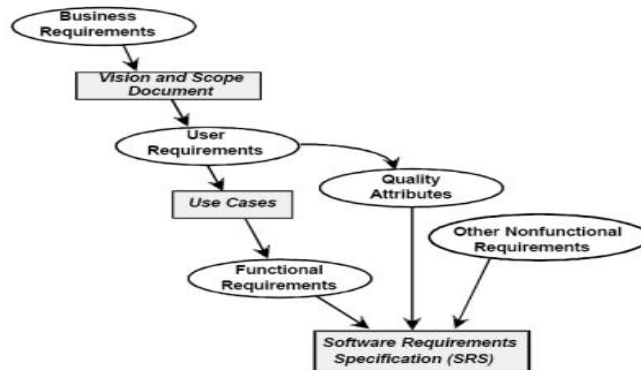 Business
Requirements
Vision and Scope
Document
User
Requirements
Quality
Attributes
Use Cases
Other Nonfunctional
Requirements
Functional
Requirements
Software Requirements
Specification (SRS)